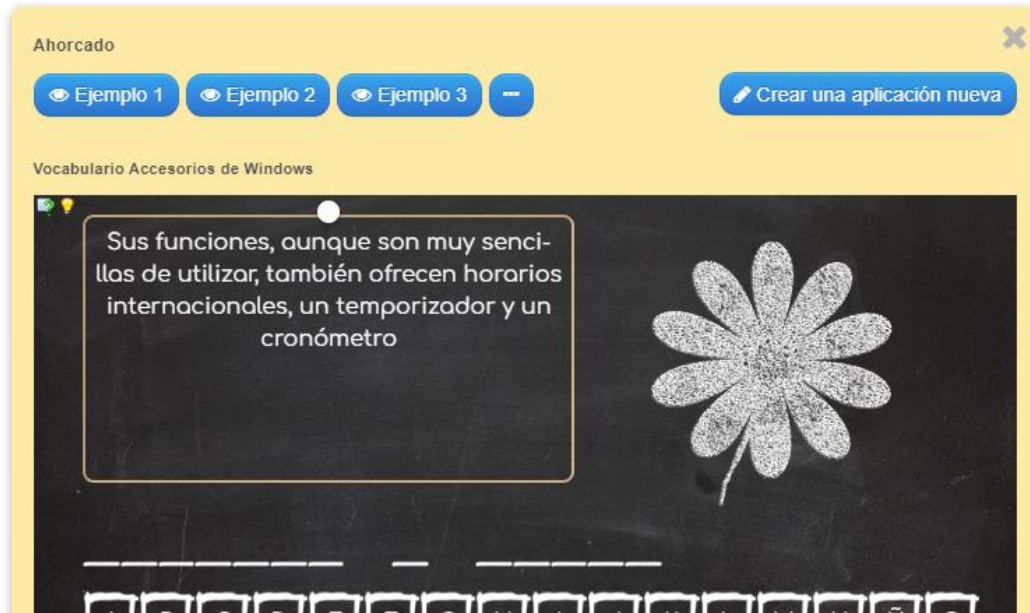 Ahorcado
Ejemplo 1
Ejemplo 2
Ejemplo 3
Crear una aplicación nueva
Vocabulario Accesorios de Windows
Sus funciones, aunque son muy senci-
llas de utilizar, también ofrecen horarios
internacionales, un temporizador y un
cronómetro